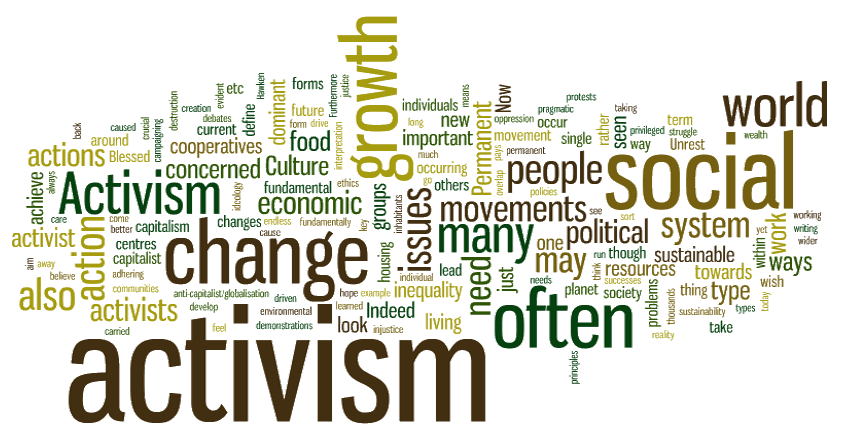 growth
world
social
Activism
activism
change
often
many
people
movements
issues
action
actions
activist
activists
also
economic
Culture
concerned
cooperatives
food
dominant
define
etc
forms
future
form
drive
Furthermore
justice
interpretation
evident
Hawken
debates
creation
destruction
campaigning
crucial
caused
back
around
Blessed
current
achieve
always
care
come
better
capitalism
capitalist
centres
changes
endless
fundamentally
cause
key
fundamental
ethics
ideology
groups
inhabitants
housing
individuals
long
important
much
occurring
go
others
new
means
movement
Permanent
Now
oppression
pays
overlap
permanent
policies
pragmatic
protests
occur
single
way
rather
seen
taking
privileged
term
struggle
Unrest
wealth
political
see
sort
system
one
may
run
though
think
sustainable
resources
successes
society
towards
thing
type
types
problems
thousands
sustainability
reality
take
today
wish
within
yet
work
ways
working
writing
wider
planet
needs
principles
just
need
lead
individual
inequality
living
hope
example
learned
Indeed
look
injustice
environmental
demonstrations
driven
anti-capitalist/globalisation
develop
feel
carried
communities
adhering
believe
away
aim